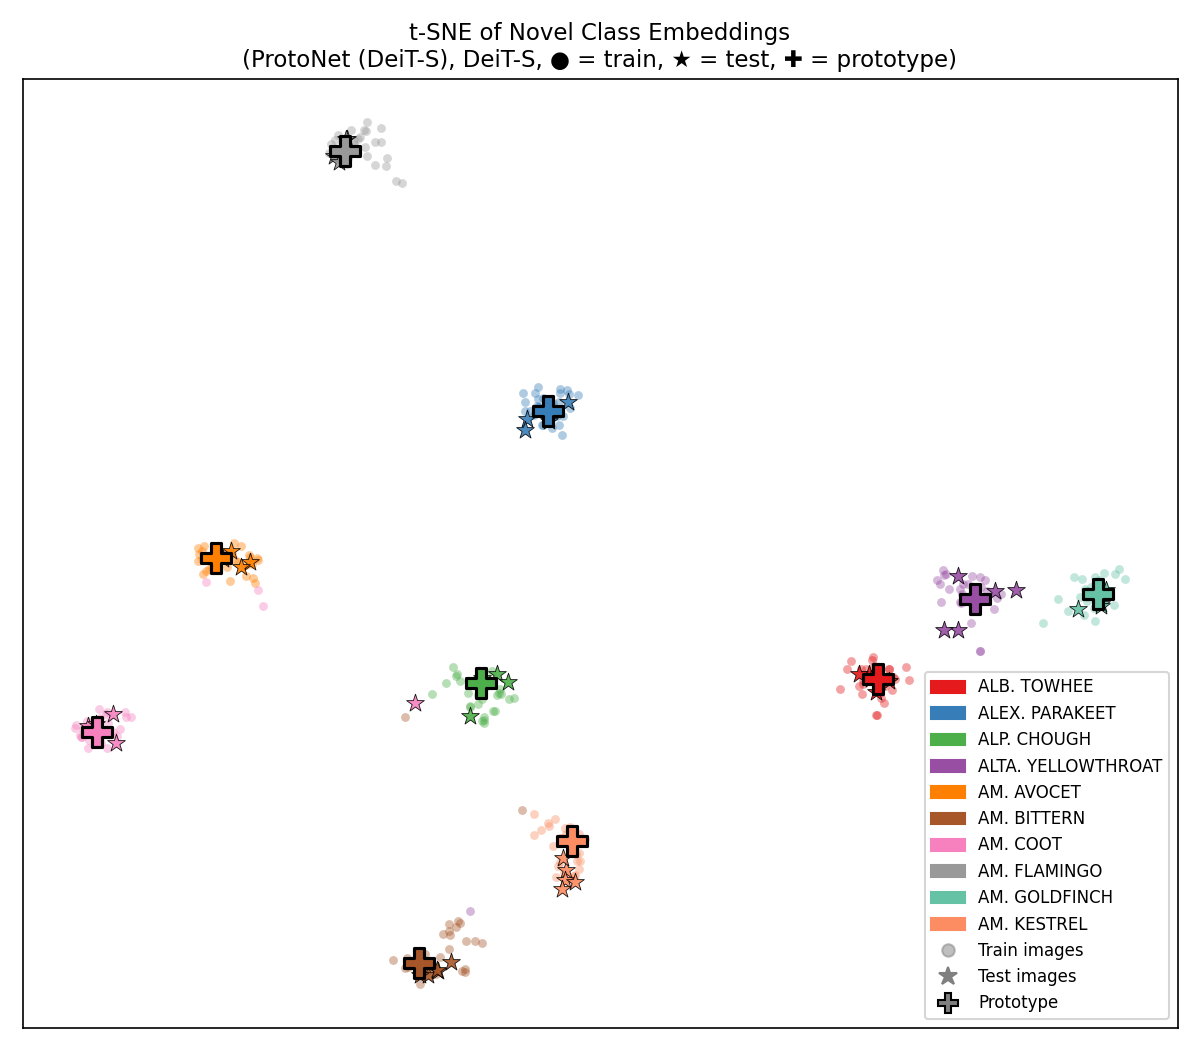 t-SNE of Novel Class Embeddings
(ProtoNet (DeiT-S), DeiT-S, ● = train, ★ = test, ✚ = prototype)
ALB. TOWHEE
ALEX. PARAKEET
ALP. CHOUGH
ALTA. YELLOWTHROAT
AM. AVOCET
AM. BITTERN
AM. COOT
AM. FLAMINGO
AM. GOLDFINCH
AM. KESTREL
Train images
Test images
Prototype